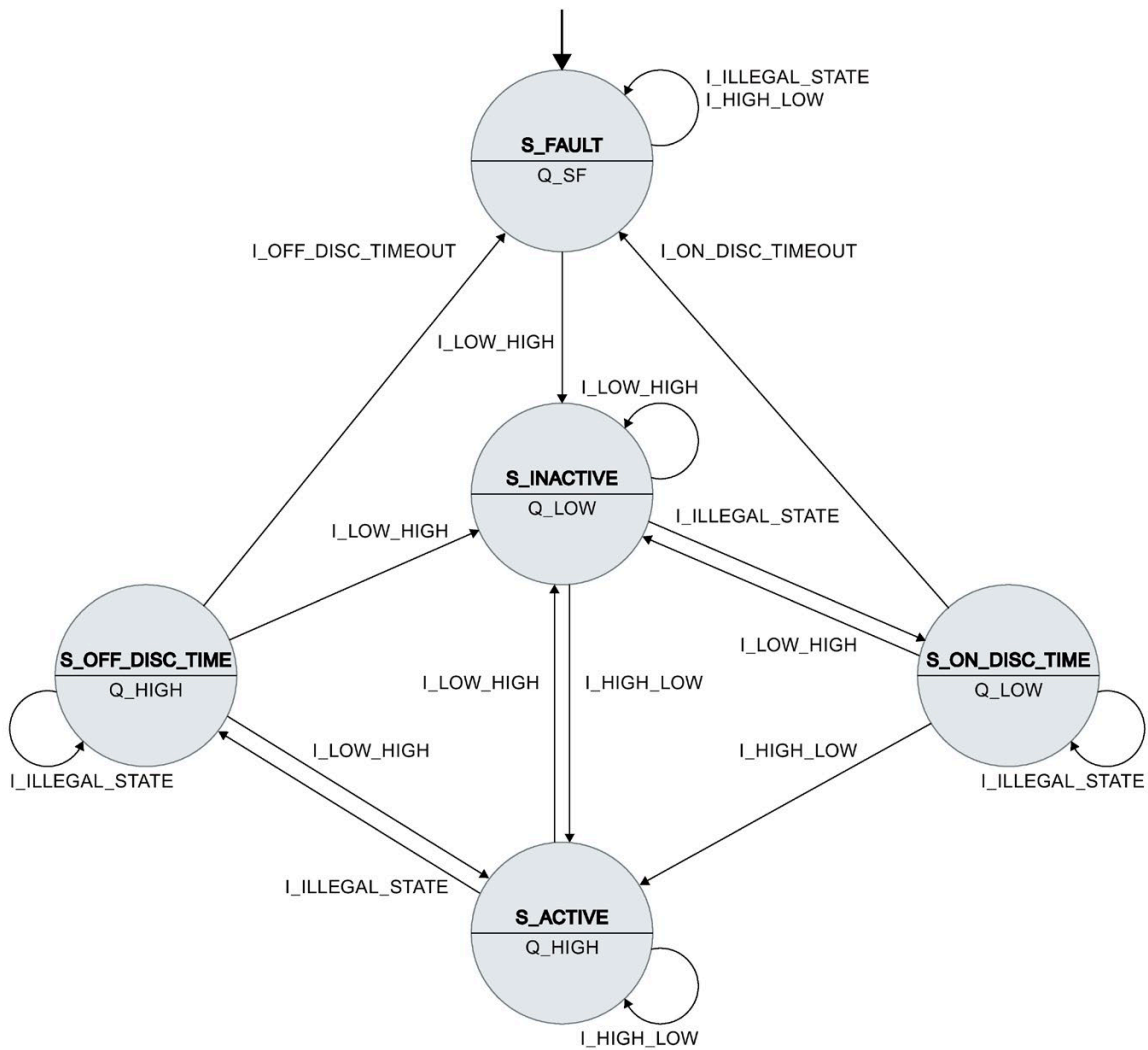 I_ILLEGAL_STATE
I_HIGH_LOW
S_FAULT
Q_SF
I_OFF_DISC_TIMEOUT
I_ON_DISC_TIMEOUT
I_LOW_HIGH
I_LOW_HIGH
S_INACTIVE
Q_LOW
I_ILLEGAL_STATE
I_LOW_HIGH
I_LOW_HIGH
S_OFF_DISC_TIME
Q_HIGH
S_ON_DISC_TIME
Q_LOW
I_LOW_HIGH
I_HIGH_LOW
I_LOW_HIGH
I_HIGH_LOW
I_ILLEGAL_STATE
I_ILLEGAL_STATE
I_ILLEGAL_STATE
S_ACTIVE
Q_HIGH
I_HIGH_LOW